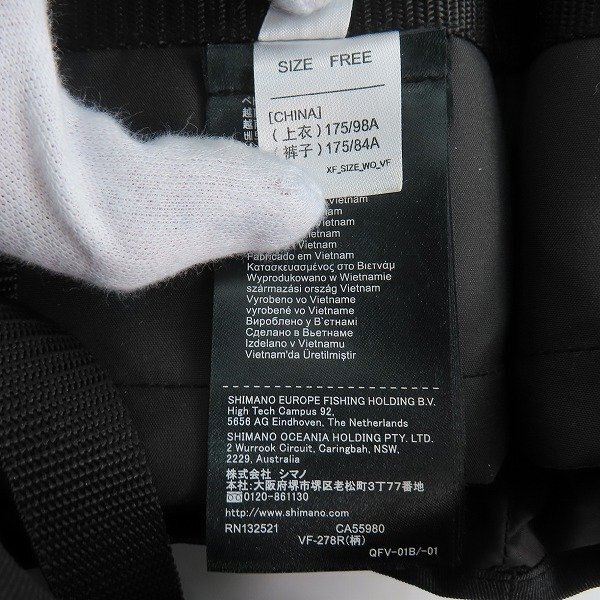 SIZE FREE
[CHINA]
(上衣)175/98A
(裤子)175/84A
XF_SIZE_WO_VF
Vietnam
Vietnam
Vietnam
Vietnam
Vietnam
Fabricado em Vietnam
Κατασκευασμένος στο Βιετνάμ
Wyprodukowano w Wietnamie
származási ország Vietnam
Vyrobeno ve Vietname
vyrobené vo Vietname
Вироблено у В'єтнамі
Сделано в Вьетнаме
Izdelano v Vietnamu
Vietnam'da Üretilmiştir
SHIMANO EUROPE FISHING HOLDING B.V.
High Tech Campus 92,
5656 AG Eindhoven, The Netherlands
SHIMANO OCEANIA HOLDING PTY. LTD.
2 Wurrook Circuit, Caringbah, NSW,
2229, Australia
株式会社 シマノ
本社:大阪府堺市堺区老松町3丁77番地
0120-861130
http://www.shimano.com
RN132521 CA55980
VF-278R(柄)
QFV-01B/-01